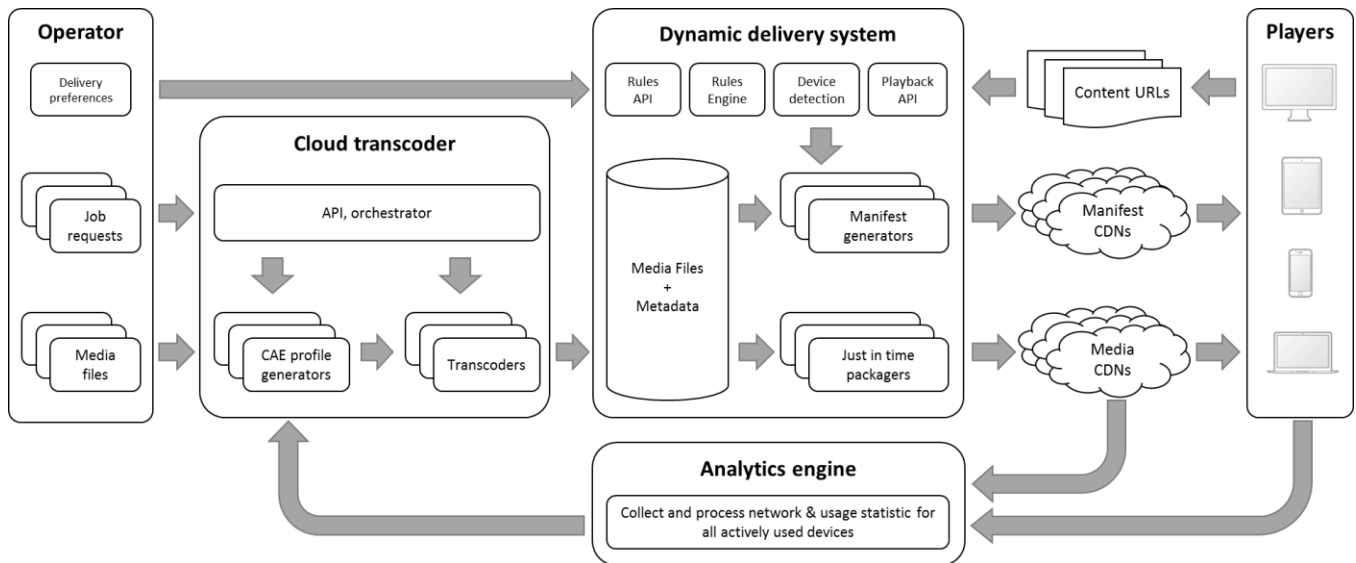 Operator
Delivery
preferences
Job
requests
Media
files
Cloud transcoder
API, orchestrator
CAE profile
generators
Transcoders
Dynamic delivery system
Rules
API
Rules
Engine
Device
detection
Playback
API
Media Files
+
Metadata
Manifest
generators
Just in time
packagers
Content URLs
Manifest
CDNs
Media
CDNs
Players
Analytics engine
Collect and process network & usage statistic for
all actively used devices